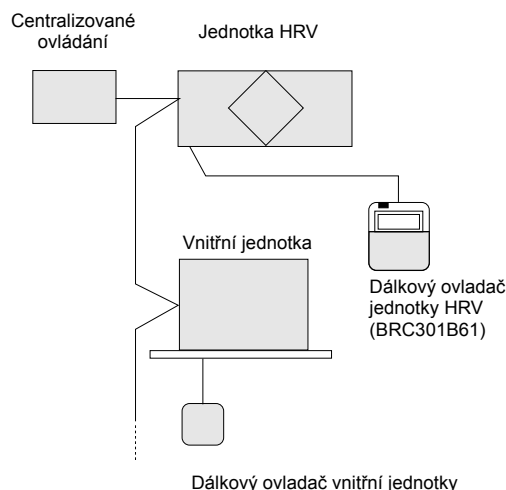 Centralizované
ovládání
Jednotka HRV
Vnitřní jednotka
Dálkový ovladač
jednotky HRV
(BRC301B61)
Dálkový ovladač vnitřní jednotky